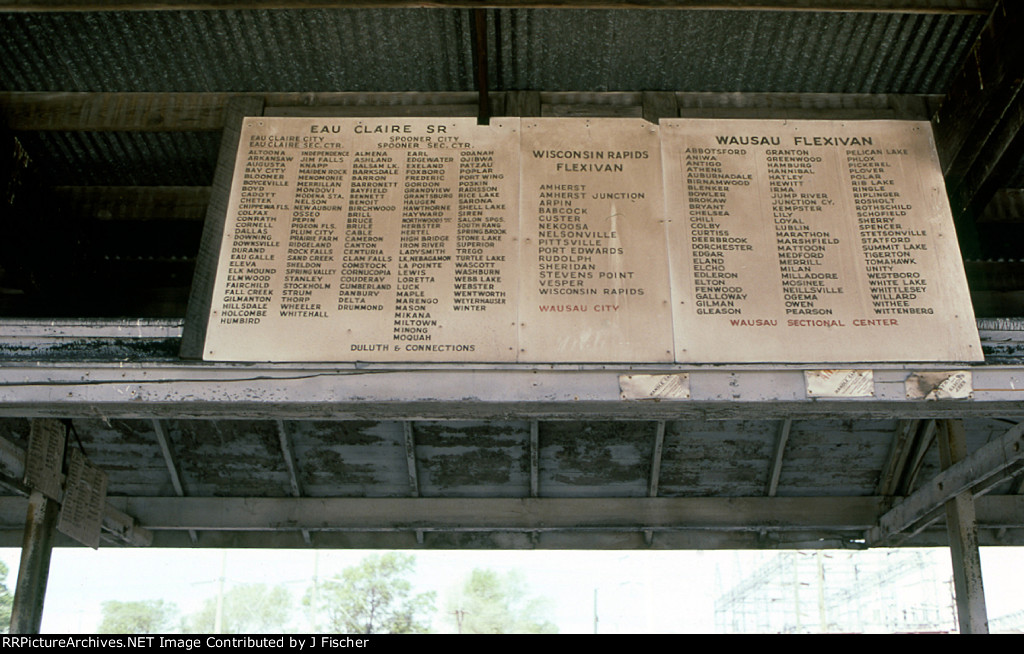 EAU CLAIRE SR
EAU CLAIRE CITY
EAU CLAIRE SEC. CTR.
ALTOONA
ARKANSAW
AUGUSTA
BAY CITY
BLOOMER
BOYCEVILLE
BOYD
CADOTT
CHETEK
CHIPPEWA FLS.
COLFAX
CONRATH
CORNELL
DALLAS
DOWNING
DOWNSVILLE
DURAND
EAU GALLE
ELEVA
ELK MOUND
ELMWOOD
FAIRCHILD
FALL CREEK
GILMANTON
HILLSDALE
HOLCOMBE
HUMBIRD
INDEPENDENCE
JIM FALLS
KNAPP
MAIDEN ROCK
MENOMONIE
MERRILLAN
MONDOVI
MODENA STA.
NELSON
NEW AUBURN
OSSEO
PEPIN
PIGEON FLS.
PLUM CITY
PRAIRIE FARM
RIDGELAND
ROCK FALLS
SAND CREEK
SHELDON
SPRING VALLEY
STANLEY
STOCKHOLM
STRUM
THORP
WHEELER
WHITEHALL
SPOONER CITY
SPOONER SEC. CTR.
ALMENA
ASHLAND
BALSAM LK.
BARKSDALE
BARRON
BARRONETT
BAYFIELD
BENNETT
BENOIT
BIRCHWOOD
BRILL
BRUCE
BRULE
CABLE
CAMERON
CANTON
CENTURIA
CLAM FALLS
COMSTOCK
CORNUCOPIA
COUDERAY
CUMBERLAND
DANBURY
DELTA
DRUMMOND
EARL
EDGEWATER
EXELAND
FOXBORO
FREDERIC
GORDON
GRANDVIEW
GRANTSBURG
HAUGEN
HAWTHORNE
HAYWARD
HERBSTER
HERTEL
HIGH BRIDGE
IRON RIVER
LADYSMITH
LK. NEBAGAMON
LA POINTE
LEWIS
LORETTA
LUCK
MAPLE
MARENGO
MASON
MIKANA
MILTOWN
MINONG
MOQUAH
ODANAH
OJIBWA
PATZAU
POPLAR
PORT WING
POSKIN
RADISSON
RICE LAKE
SARONA
SHELL LAKE
SIREN
SALON SPGS.
SOUTH RANG
SPRING BROOK
STONE LAKE
SUPERIOR
TREGO
TURTLE LAKE
WASCOTT
WASHBURN
WEBB LAKE
WEBSTER
WENTWORTH
WEYERHAUSER
WINTER
DULUTH & CONNECTIONS
WISCONSIN RAPIDS
FLEXIVAN
AMHERST
AMHERST JUNCTION
ARPIN
BABCOCK
CUSTER
NEKOOSA
NELSONVILLE
PITTSVILLE
PORT EDWARDS
RUDOLPH
SHERIDAN
STEVENS POINT
VESPER
WISCONSIN RAPIDS
WAUSAU CITY
WAUSAU FLEXIVAN
ABBOTSFORD
ANIWA
ANTIGO
ATHENS
AUBURNDALE
BIRNAMWOOD
BLENKER
BOWLER
BROKAW
BRYANT
CHELSEA
CHILI
COLBY
CURTISS
DEERBROOK
DORCHESTER
EDGAR
ELAND
ELCHO
EDLERON
ELTON
FENWOOD
GALLOWAY
GILMAN
GLEASON
GRANTON
GREENWOOD
HAMBURG
HANNIBAL
HATLEY
HEWITT
IRMA
JUMP RIVER
JUNCTION CY.
KEMPSTER
LILY
LOYAL
LUBLIN
MARATHON
MARSHFIELD
MATTOON
MEDFORD
MERRILL
MILAN
MILLADORE
MOSINEE
NEILLSVILLE
OGEMA
OWEN
PEARSON
PELICAN LAKE
PHLOX
PICKEREL
PLOVER
POLAR
RIB LAKE
RINGLE
RIPLINGER
ROSHOLT
ROTHSCHILD
SCHOFIELD
SHERRY
SPENCER
STETSONVILLE
STATFORD
SUMMIT LAKE
TIGERTON
TOMAHAWK
UNITY
WESTBORO
WHITE LAKE
WHITTLESEY
WILLARD
WITHEE
WITTENBERG
WAUSAU SECTIONAL CENTER
RRPictureArchives.NET Image Contributed by J Fischer